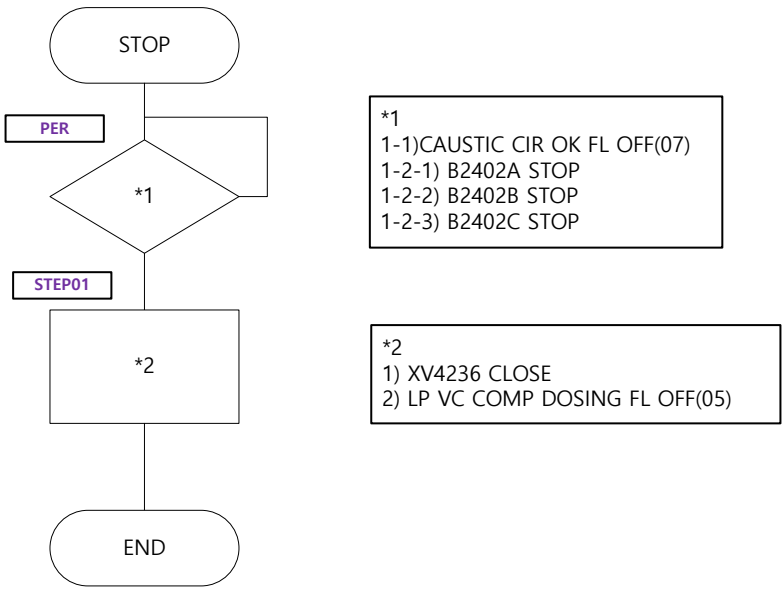 STOP
PER
*1
*1
1-1)CAUSTIC CIR OK FL OFF(07)
1-2-1) B2402A STOP
1-2-2) B2402B STOP
1-2-3) B2402C STOP
STEP01
*2
*2
1) XV4236 CLOSE
2) LP VC COMP DOSING FL OFF(05)
END